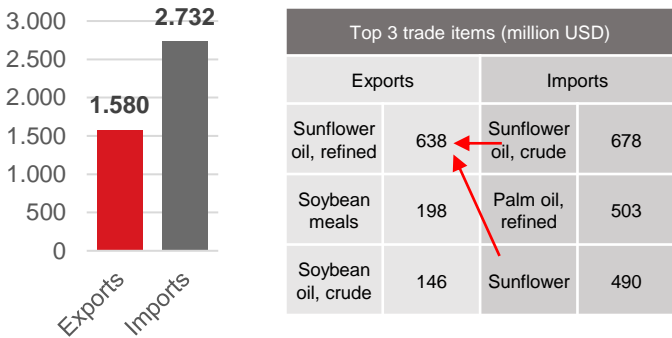 3.000
2.500
2.000
1.500
1.000
500
0
1.580
2.732
Exports
Imports
Top 3 trade items (million USD)
Exports Imports
Sunflower
oil, refined
638
Sunflower
oil, crude
678
Soybean
meals
198
Palm oil,
refined
503
Soybean
oil, crude
146
Sunflower
490